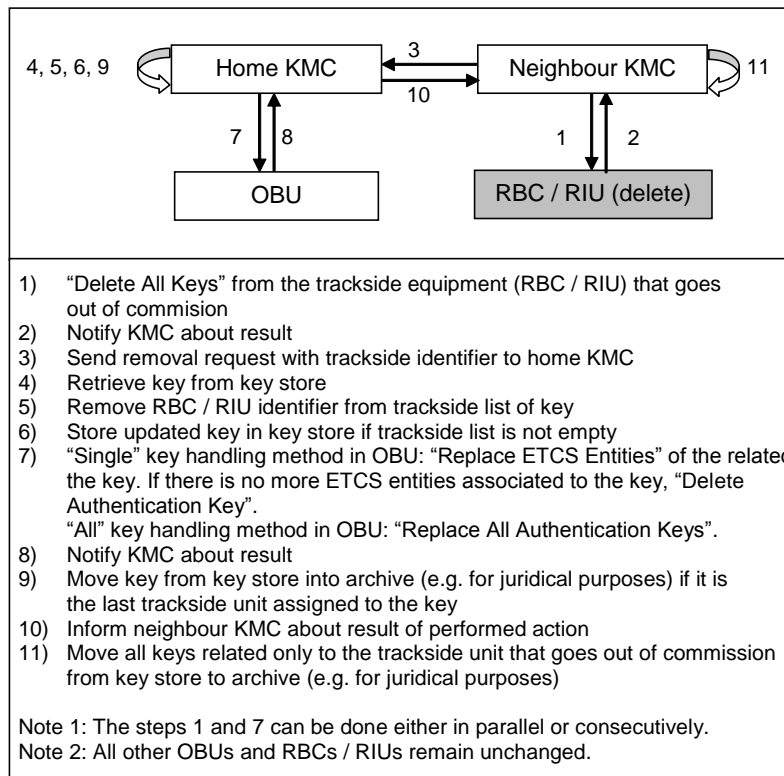 4, 5, 6, 9
Home KMC
3
10
Neighbour KMC
11
7
8
1
2
OBU
RBC / RIU (delete)
1) “Delete All Keys” from the trackside equipment (RBC / RIU) that goes
out of commision
2) Notify KMC about result
3) Send removal request with trackside identifier to home KMC
4) Retrieve key from key store
5) Remove RBC / RIU identifier from trackside list of key
6) Store updated key in key store if trackside list is not empty
7) “Single” key handling method in OBU: “Replace ETCS Entities” of the related
the key. If there is no more ETCS entities associated to the key, “Delete
Authentication Key”.
“All” key handling method in OBU: “Replace All Authentication Keys”.
8) Notify KMC about result
9) Move key from key store into archive (e.g. for juridical purposes) if it is
the last trackside unit assigned to the key
10) Inform neighbour KMC about result of performed action
11) Move all keys related only to the trackside unit that goes out of commission
from key store to archive (e.g. for juridical purposes)
Note 1: The steps 1 and 7 can be done either in parallel or consecutively.
Note 2: All other OBUs and RBCs / RIUs remain unchanged.